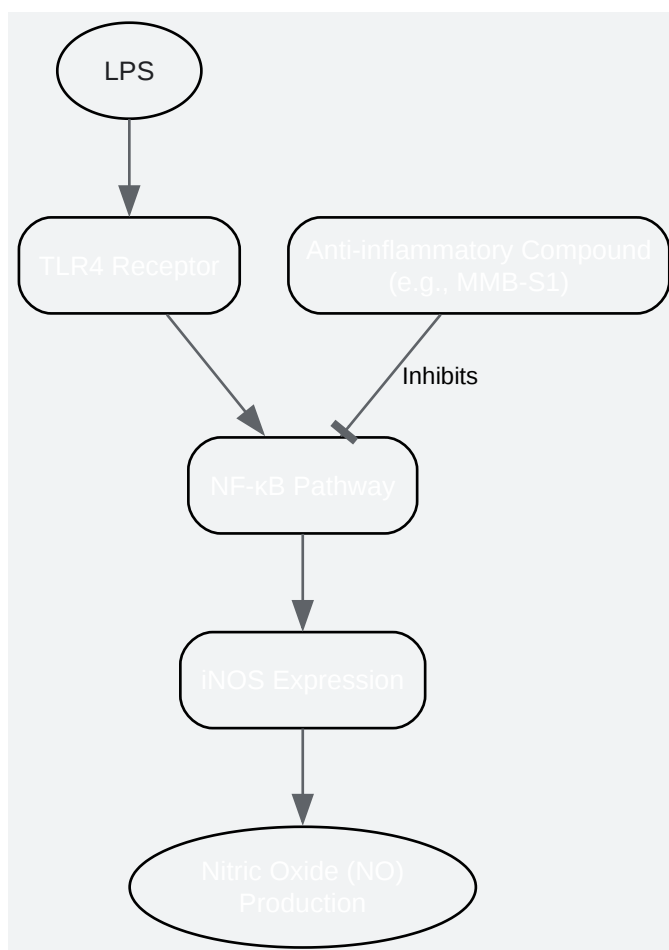 LPS
TLR4 Receptor
Anti-inflammatory Compound
(e.g., MMB-S1)
Inhibits
NF-κB Pathway
iNOS Expression
Nitric Oxide (NO)
Production